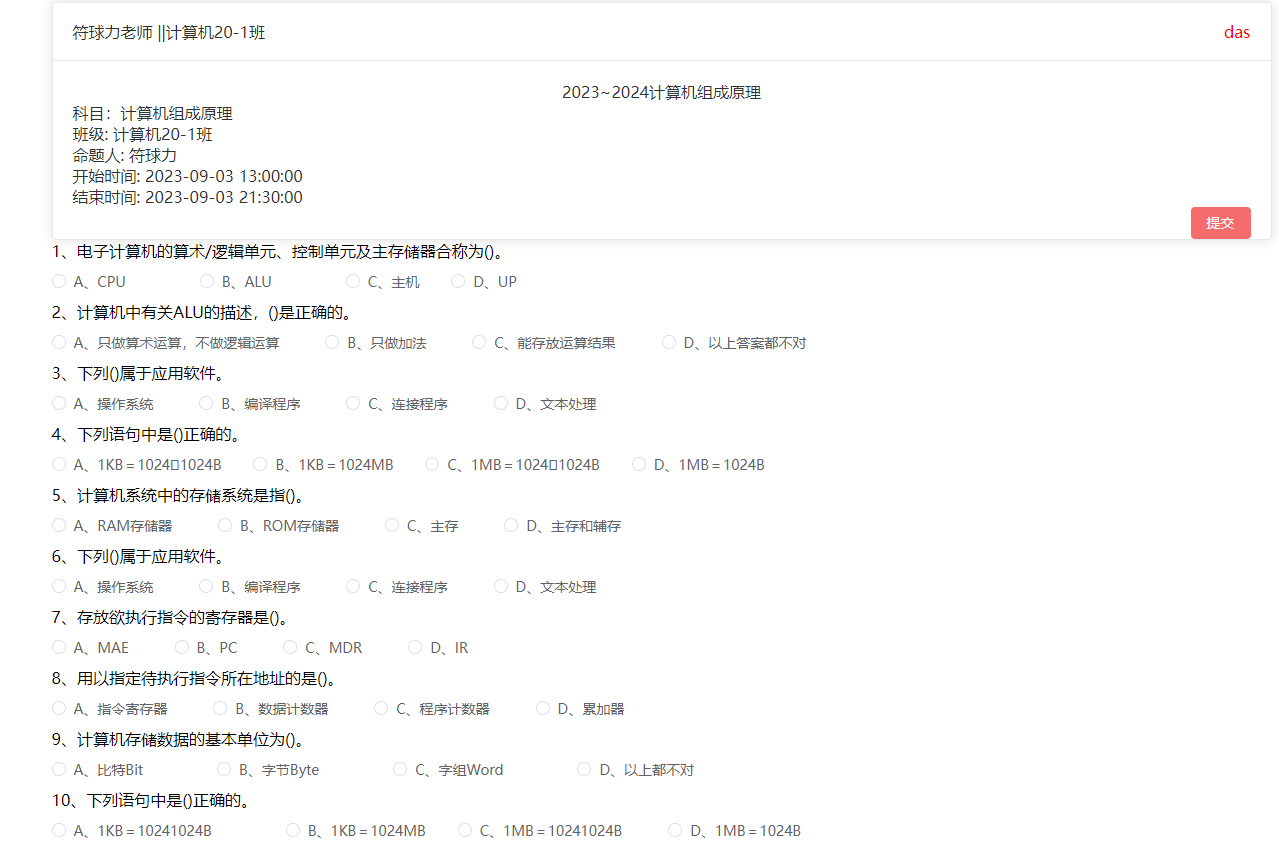 符球力老师 ||计算机20-1班
das
2023~2024计算机组成原理
科目：计算机组成原理
班级: 计算机20-1班
命题人: 符球力
开始时间: 2023-09-03 13:00:00
结束时间: 2023-09-03 21:30:00
提交
1、电子计算机的算术/逻辑单元、控制单元及主存储器合称为()。
A、CPU B、ALU C、主机 D、UP
2、计算机中有关ALU的描述，()是正确的。
A、只做算术运算，不做逻辑运算 B、只做加法 C、能存放运算结果 D、以上答案都不对
3、下列()属于应用软件。
A、操作系统 B、编译程序 C、连接程序 D、文本处理
4、下列语句中是()正确的。
A、1KB＝1024▯1024B B、1KB＝1024MB C、1MB＝1024▯1024B D、1MB＝1024B
5、计算机系统中的存储系统是指()。
A、RAM存储器 B、ROM存储器 C、主存 D、主存和辅存
6、下列()属于应用软件。
A、操作系统 B、编译程序 C、连接程序 D、文本处理
7、存放欲执行指令的寄存器是()。
A、MAE B、PC C、MDR D、IR
8、用以指定待执行指令所在地址的是()。
A、指令寄存器 B、数据计数器 C、程序计数器 D、累加器
9、计算机存储数据的基本单位为()。
A、比特Bit B、字节Byte C、字组Word D、以上都不对
10、下列语句中是()正确的。
A、1KB＝10241024B B、1KB＝1024MB C、1MB＝10241024B D、1MB＝1024B